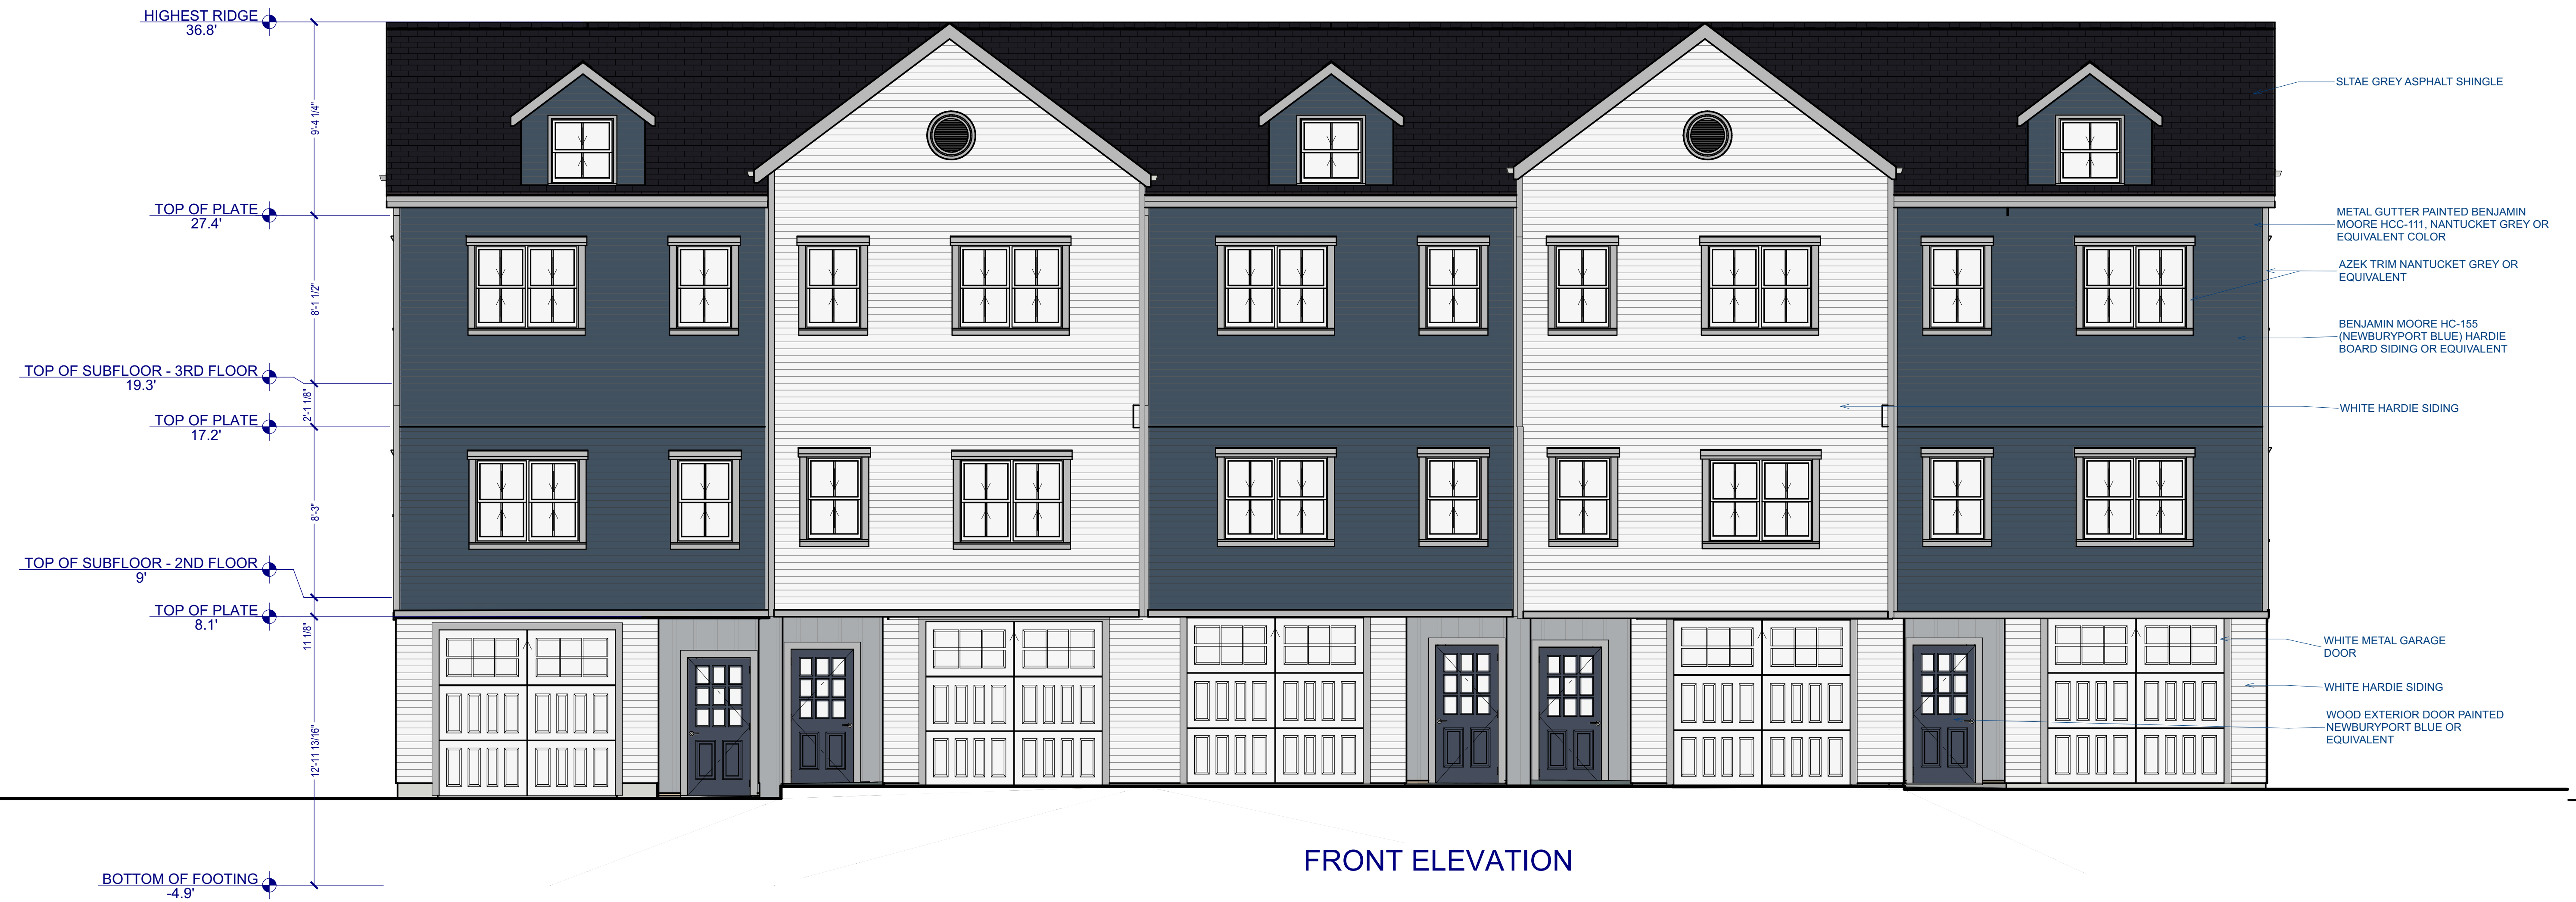 HIGHEST RIDGE
36.8'
9'-4 1/4"
TOP OF PLATE
27.4'
8'-1 1/2"
TOP OF SUBFLOOR - 3RD FLOOR
19.3'
2'-1 1/8"
TOP OF PLATE
17.2'
8'-3"
TOP OF SUBFLOOR - 2ND FLOOR
9'
TOP OF PLATE
8.1'
11 1/8"
12'-11 13/16"
BOTTOM OF FOOTING
-4.9'
SLTAE GREY ASPHALT SHINGLE
METAL GUTTER PAINTED BENJAMIN
MOORE HCC-111, NANTUCKET GREY OR
EQUIVALENT COLOR
AZEK TRIM NANTUCKET GREY OR
EQUIVALENT
BENJAMIN MOORE HC-155
(NEWBURYPORT BLUE) HARDIE
BOARD SIDING OR EQUIVALENT
WHITE HARDIE SIDING
WHITE METAL GARAGE
DOOR
WHITE HARDIE SIDING
WOOD EXTERIOR DOOR PAINTED
NEWBURYPORT BLUE OR
EQUIVALENT
FRONT ELEVATION